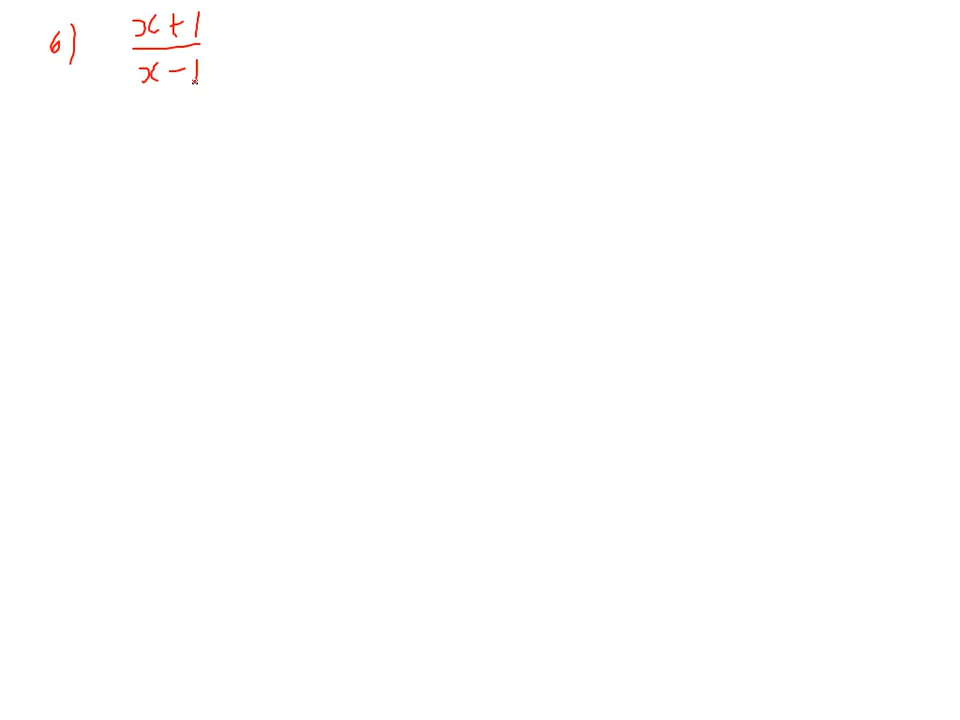 6) x + 1
x - 1